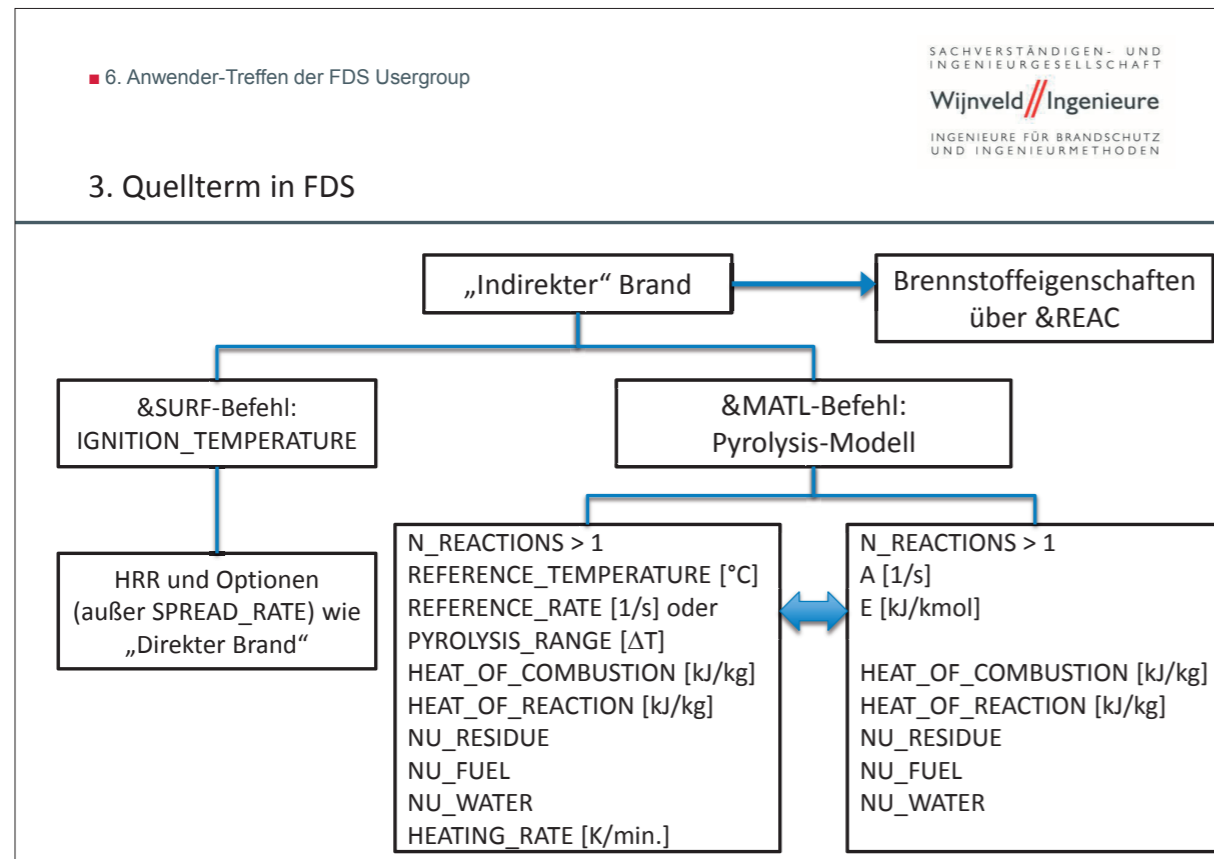 ■ 6. Anwender-Treffen der FDS Usergroup
SACHVERSTÄNDIGEN- UND
INGENIEURGESELLSCHAFT
Wijnveld//Ingenieure
INGENIEURE FÜR BRANDSCHUTZ
UND INGENIEURMETHODEN
3. Quellterm in FDS
„Indirekter“ Brand
Brennstoffeigenschaften
über &REAC
&SURF-Befehl:
IGNITION_TEMPERATURE
&MATL-Befehl:
Pyrolysis-Modell
HRR und Optionen
(außer SPREAD_RATE) wie
„Direkter Brand“
N_REACTIONS > 1
REFERENCE_TEMPERATURE [°C]
REFERENCE_RATE [1/s] oder
PYROLYSIS_RANGE [ΔT]
HEAT_OF_COMBUSTION [kJ/kg]
HEAT_OF_REACTION [kJ/kg]
NU_RESIDUE
NU_FUEL
NU_WATER
HEATING_RATE [K/min.]
N_REACTIONS > 1
A [1/s]
E [kJ/kmol]
HEAT_OF_COMBUSTION [kJ/kg]
HEAT_OF_REACTION [kJ/kg]
NU_RESIDUE
NU_FUEL
NU_WATER